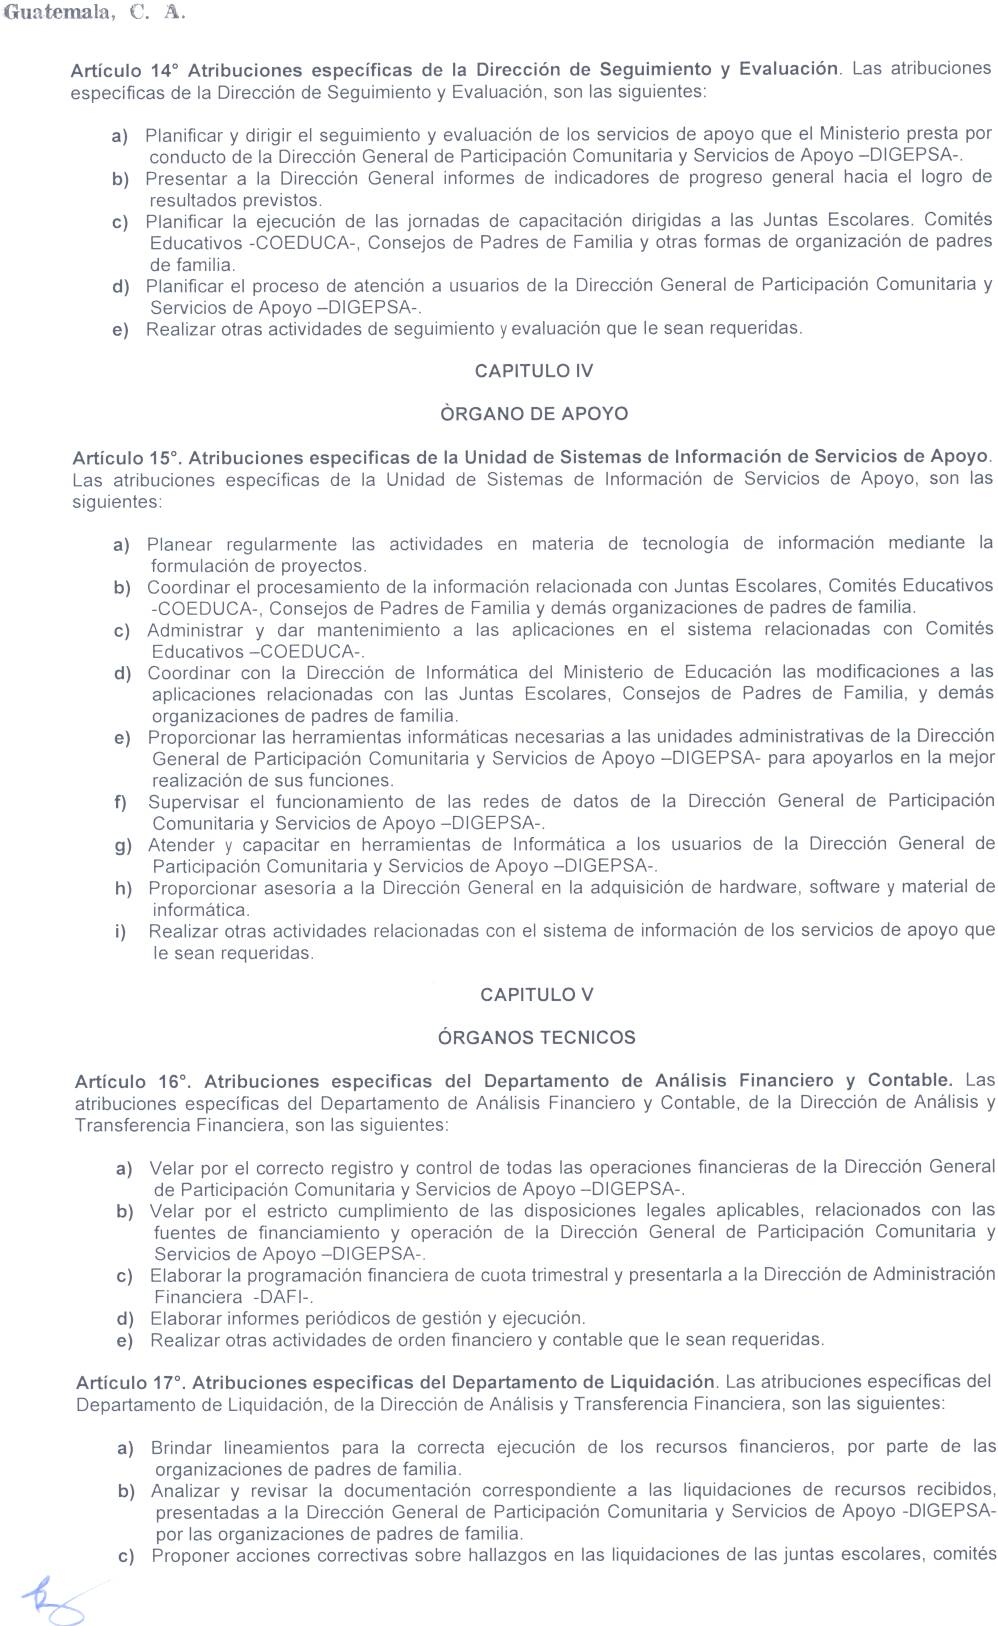 Guatemala, C. A.
Artículo 14° Atribuciones específicas de la Dirección de Seguimiento y Evaluación. Las atribuciones
específicas de la Dirección de Seguimiento y Evaluación, son las siguientes:
a) Planificar y dirigir el seguimiento y evaluación de los servicios de apoyo que el Ministerio presta por
conducto de la Dirección General de Participación Comunitaria y Servicios de Apoyo –DIGEPSA-.
b) Presentar a la Dirección General informes de indicadores de progreso general hacia el logro de
resultados previstos.
c) Planificar la ejecución de las jornadas de capacitación dirigidas a las Juntas Escolares. Comités
Educativos -COEDUCA-, Consejos de Padres de Familia y otras formas de organización de padres
de familia.
d) Planificar el proceso de atención a usuarios de la Dirección General de Participación Comunitaria y
Servicios de Apoyo –DIGEPSA-.
e) Realizar otras actividades de seguimiento y evaluación que le sean requeridas.
CAPITULO IV
ÒRGANO DE APOYO
Artículo 15°. Atribuciones especificas de la Unidad de Sistemas de Información de Servicios de Apoyo.
Las atribuciones específicas de la Unidad de Sistemas de Información de Servicios de Apoyo, son las
siguientes:
a) Planear regularmente las actividades en materia de tecnología de información mediante la
formulación de proyectos.
b) Coordinar el procesamiento de la información relacionada con Juntas Escolares, Comités Educativos
-COEDUCA-, Consejos de Padres de Familia y demás organizaciones de padres de familia.
c) Administrar y dar mantenimiento a las aplicaciones en el sistema relacionadas con Comités
Educativos –COEDUCA-.
d) Coordinar con la Dirección de Informática del Ministerio de Educación las modificaciones a las
aplicaciones relacionadas con las Juntas Escolares, Consejos de Padres de Familia, y demás
organizaciones de padres de familia.
e) Proporcionar las herramientas informáticas necesarias a las unidades administrativas de la Dirección
General de Participación Comunitaria y Servicios de Apoyo –DIGEPSA- para apoyarlos en la mejor
realización de sus funciones.
f) Supervisar el funcionamiento de las redes de datos de la Dirección General de Participación
Comunitaria y Servicios de Apoyo –DIGEPSA-.
g) Atender y capacitar en herramientas de Informática a los usuarios de la Dirección General de
Participación Comunitaria y Servicios de Apoyo –DIGEPSA-.
h) Proporcionar asesoría a la Dirección General en la adquisición de hardware, software y material de
informática.
i) Realizar otras actividades relacionadas con el sistema de información de los servicios de apoyo que
le sean requeridas.
CAPITULO V
ÓRGANOS TECNICOS
Artículo 16°. Atribuciones especificas del Departamento de Análisis Financiero y Contable. Las
atribuciones específicas del Departamento de Análisis Financiero y Contable, de la Dirección de Análisis y
Transferencia Financiera, son las siguientes:
a) Velar por el correcto registro y control de todas las operaciones financieras de la Dirección General
de Participación Comunitaria y Servicios de Apoyo –DIGEPSA-.
b) Velar por el estricto cumplimiento de las disposiciones legales aplicables, relacionados con las
fuentes de financiamiento y operación de la Dirección General de Participación Comunitaria y
Servicios de Apoyo –DIGEPSA-.
c) Elaborar la programación financiera de cuota trimestral y presentarla a la Dirección de Administración
Financiera -DAFI-.
d) Elaborar informes periódicos de gestión y ejecución.
e) Realizar otras actividades de orden financiero y contable que le sean requeridas.
Artículo 17°. Atribuciones especificas del Departamento de Liquidación. Las atribuciones específicas del
Departamento de Liquidación, de la Dirección de Análisis y Transferencia Financiera, son las siguientes:
a) Brindar lineamientos para la correcta ejecución de los recursos financieros, por parte de las
organizaciones de padres de familia.
b) Analizar y revisar la documentación correspondiente a las liquidaciones de recursos recibidos,
presentadas a la Dirección General de Participación Comunitaria y Servicios de Apoyo -DIGEPSA-
por las organizaciones de padres de familia.
c) Proponer acciones correctivas sobre hallazgos en las liquidaciones de las juntas escolares, comités